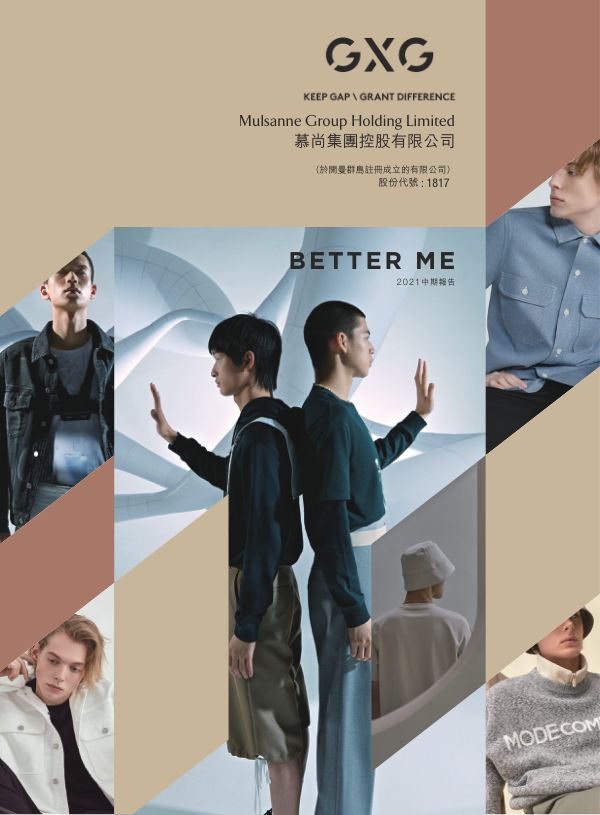 GXG
KEEP GAP \ GRANT DIFFERENCE
Mulsanne Group Holding Limited
慕尚集團控股有限公司
（於開曼群島註冊成立的有限公司）
股份代號 : 1817
BETTER ME
2021中期報告
MODECOM